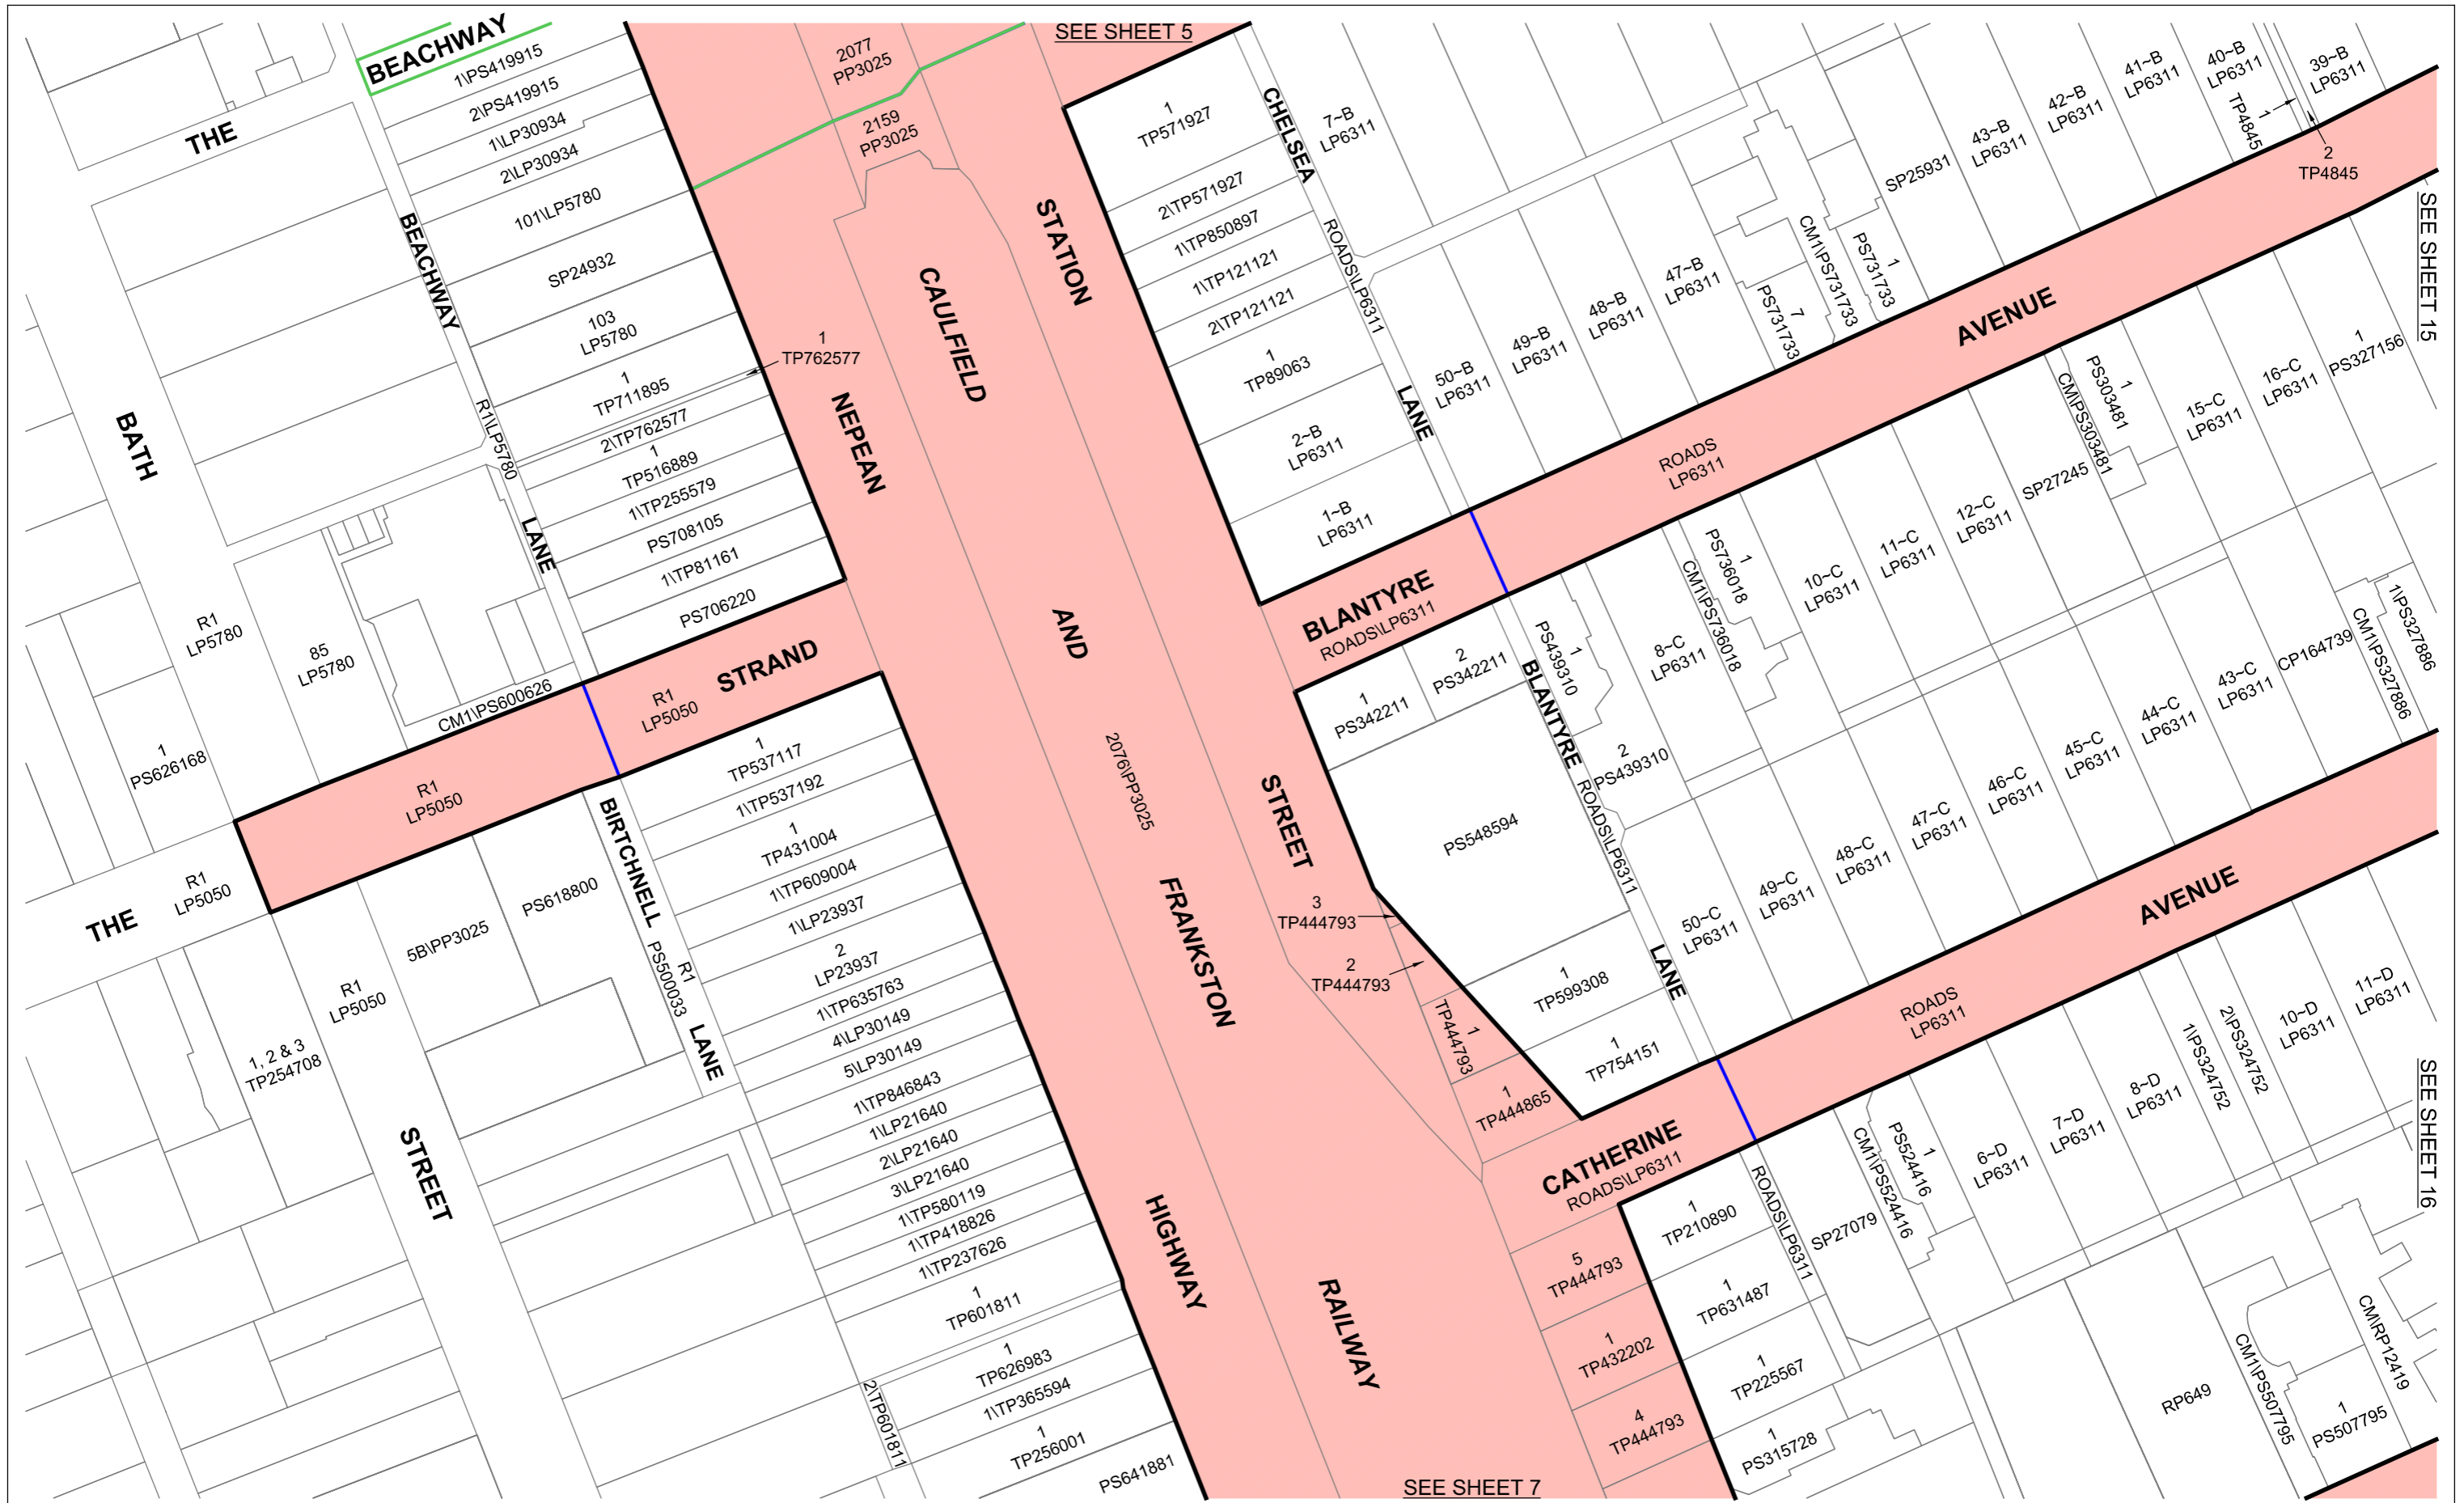 BEACHWAY
THE
1\PS419915
2\PS419915
1\LP30934
2\LP30934
101\LP5780
SP24932
103
LP5780
1
TP711895
2\TP762577
1
TP516889
1\TP255579
PS708105
1\TP81161
PS706220
BEACHWAY
R1\LP5780
LANE
BATH
R1
LP5780
85
LP5780
CM1\PS600626
1
PS626168
SEE SHEET 5
2077
PP3025
2159
PP3025
1
TP762577
NEPEAN
CAULFIELD
STATION
AND
2076\PP3025
STREET
FRANKSTON
HIGHWAY
RAILWAY
SEE SHEET 7
1
TP571927
2\TP571927
1\TP850897
1\TP121121
2\TP121121
1
TP89063
2~B
LP6311
1~B
LP6311
CHELSEA
ROADS\LP6311
LANE
7~B
LP6311
50~B
LP6311
49~B
LP6311
48~B
LP6311
47~B
LP6311
7
PS731733
CM1\PS731733
1
PS731733
SP25931
43~B
LP6311
42~B
LP6311
41~B
LP6311
40~B
LP6311
1
TP4845
39~B
LP6311
2
TP4845
SEE SHEET 15
BLANTYRE
ROADS\LP6311
ROADS
LP6311
AVENUE
1
PS342211
2
PS342211
PS548594
1
TP599308
1
TP754151
BLANTYRE
ROADS\LP6311
LANE
1
PS439310
2
PS439310
8~C
LP6311
CM1\PS736018
1
PS736018
10~C
LP6311
11~C
LP6311
12~C
LP6311
SP27245
CM\PS303481
1
PS303481
15~C
LP6311
16~C
LP6311
1
PS327156
50~C
LP6311
49~C
LP6311
48~C
LP6311
47~C
LP6311
46~C
LP6311
45~C
LP6311
44~C
LP6311
43~C
LP6311
CP164739
CM1\PS327886
1\PS327886
3
TP444793
2
TP444793
1
TP444793
1
TP444865
CATHERINE
ROADS\LP6311
ROADS
LP6311
AVENUE
SEE SHEET 16
5
TP444793
1
TP432202
4
TP444793
1
TP210890
1
TP631487
1
TP225567
1
PS315728
ROADS\LP6311
SP27079
CM1\PS524416
1
PS524416
6~D
LP6311
7~D
LP6311
8~D
LP6311
1\PS324752
2\PS324752
10~D
LP6311
11~D
LP6311
RP649
CM1\PS507795
1
PS507795
CM\RP12419
THE
R1
LP5050
R1
LP5050
R1
LP5050
STRAND
1, 2 & 3
TP254708
R1
LP5050
STREET
5B\PP3025
PS618800
BIRTCHNELL
R1
PS500033
LANE
1
TP537117
1\TP537192
1
TP431004
1\TP609004
1\LP23937
2
LP23937
1\TP635763
4\LP30149
5\LP30149
1\TP846843
1\LP21640
2\LP21640
3\LP21640
1\TP580119
1\TP418826
1\TP237626
1
TP601811
1
TP626983
1\TP365594
1
TP256001
PS641881
2\TP601811